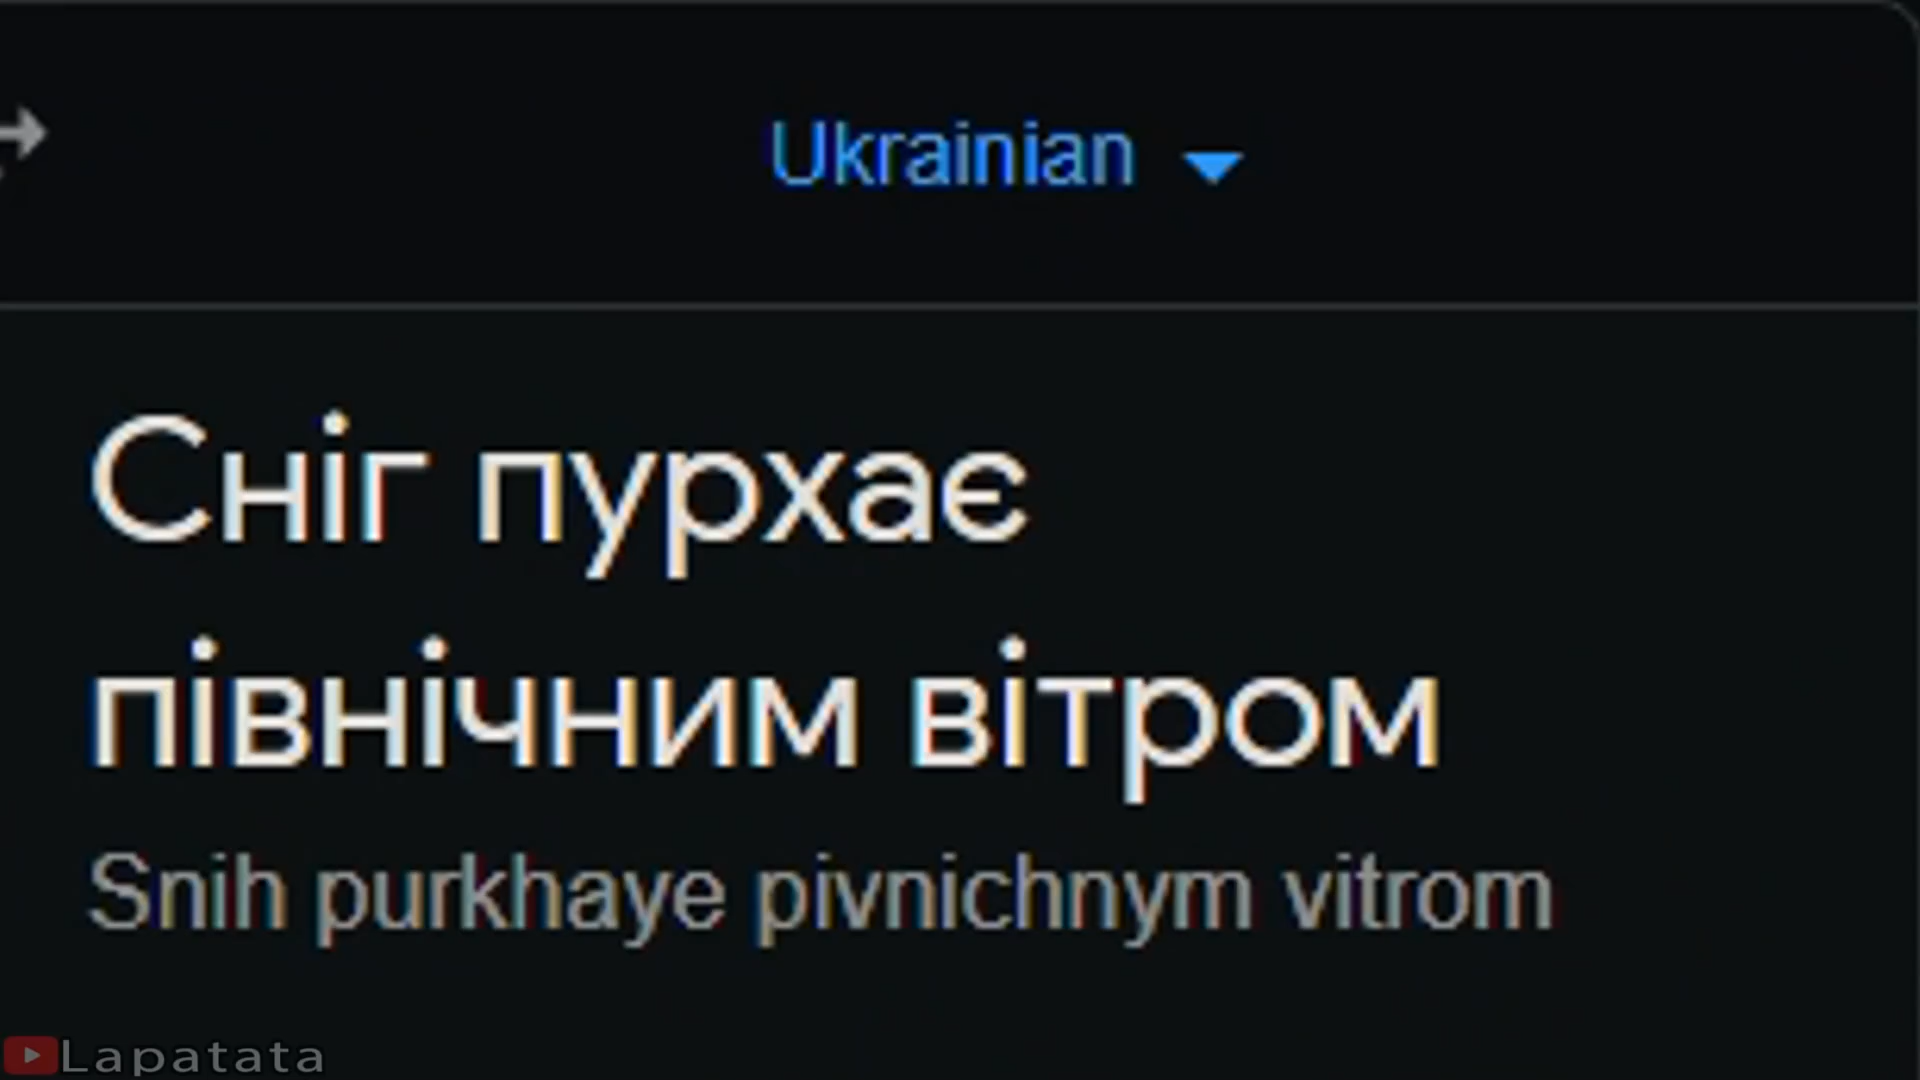 Ukrainian
Сніг пурхає
північним вітром
Snih purkhaye pivnichnym vitrom
Lapatata